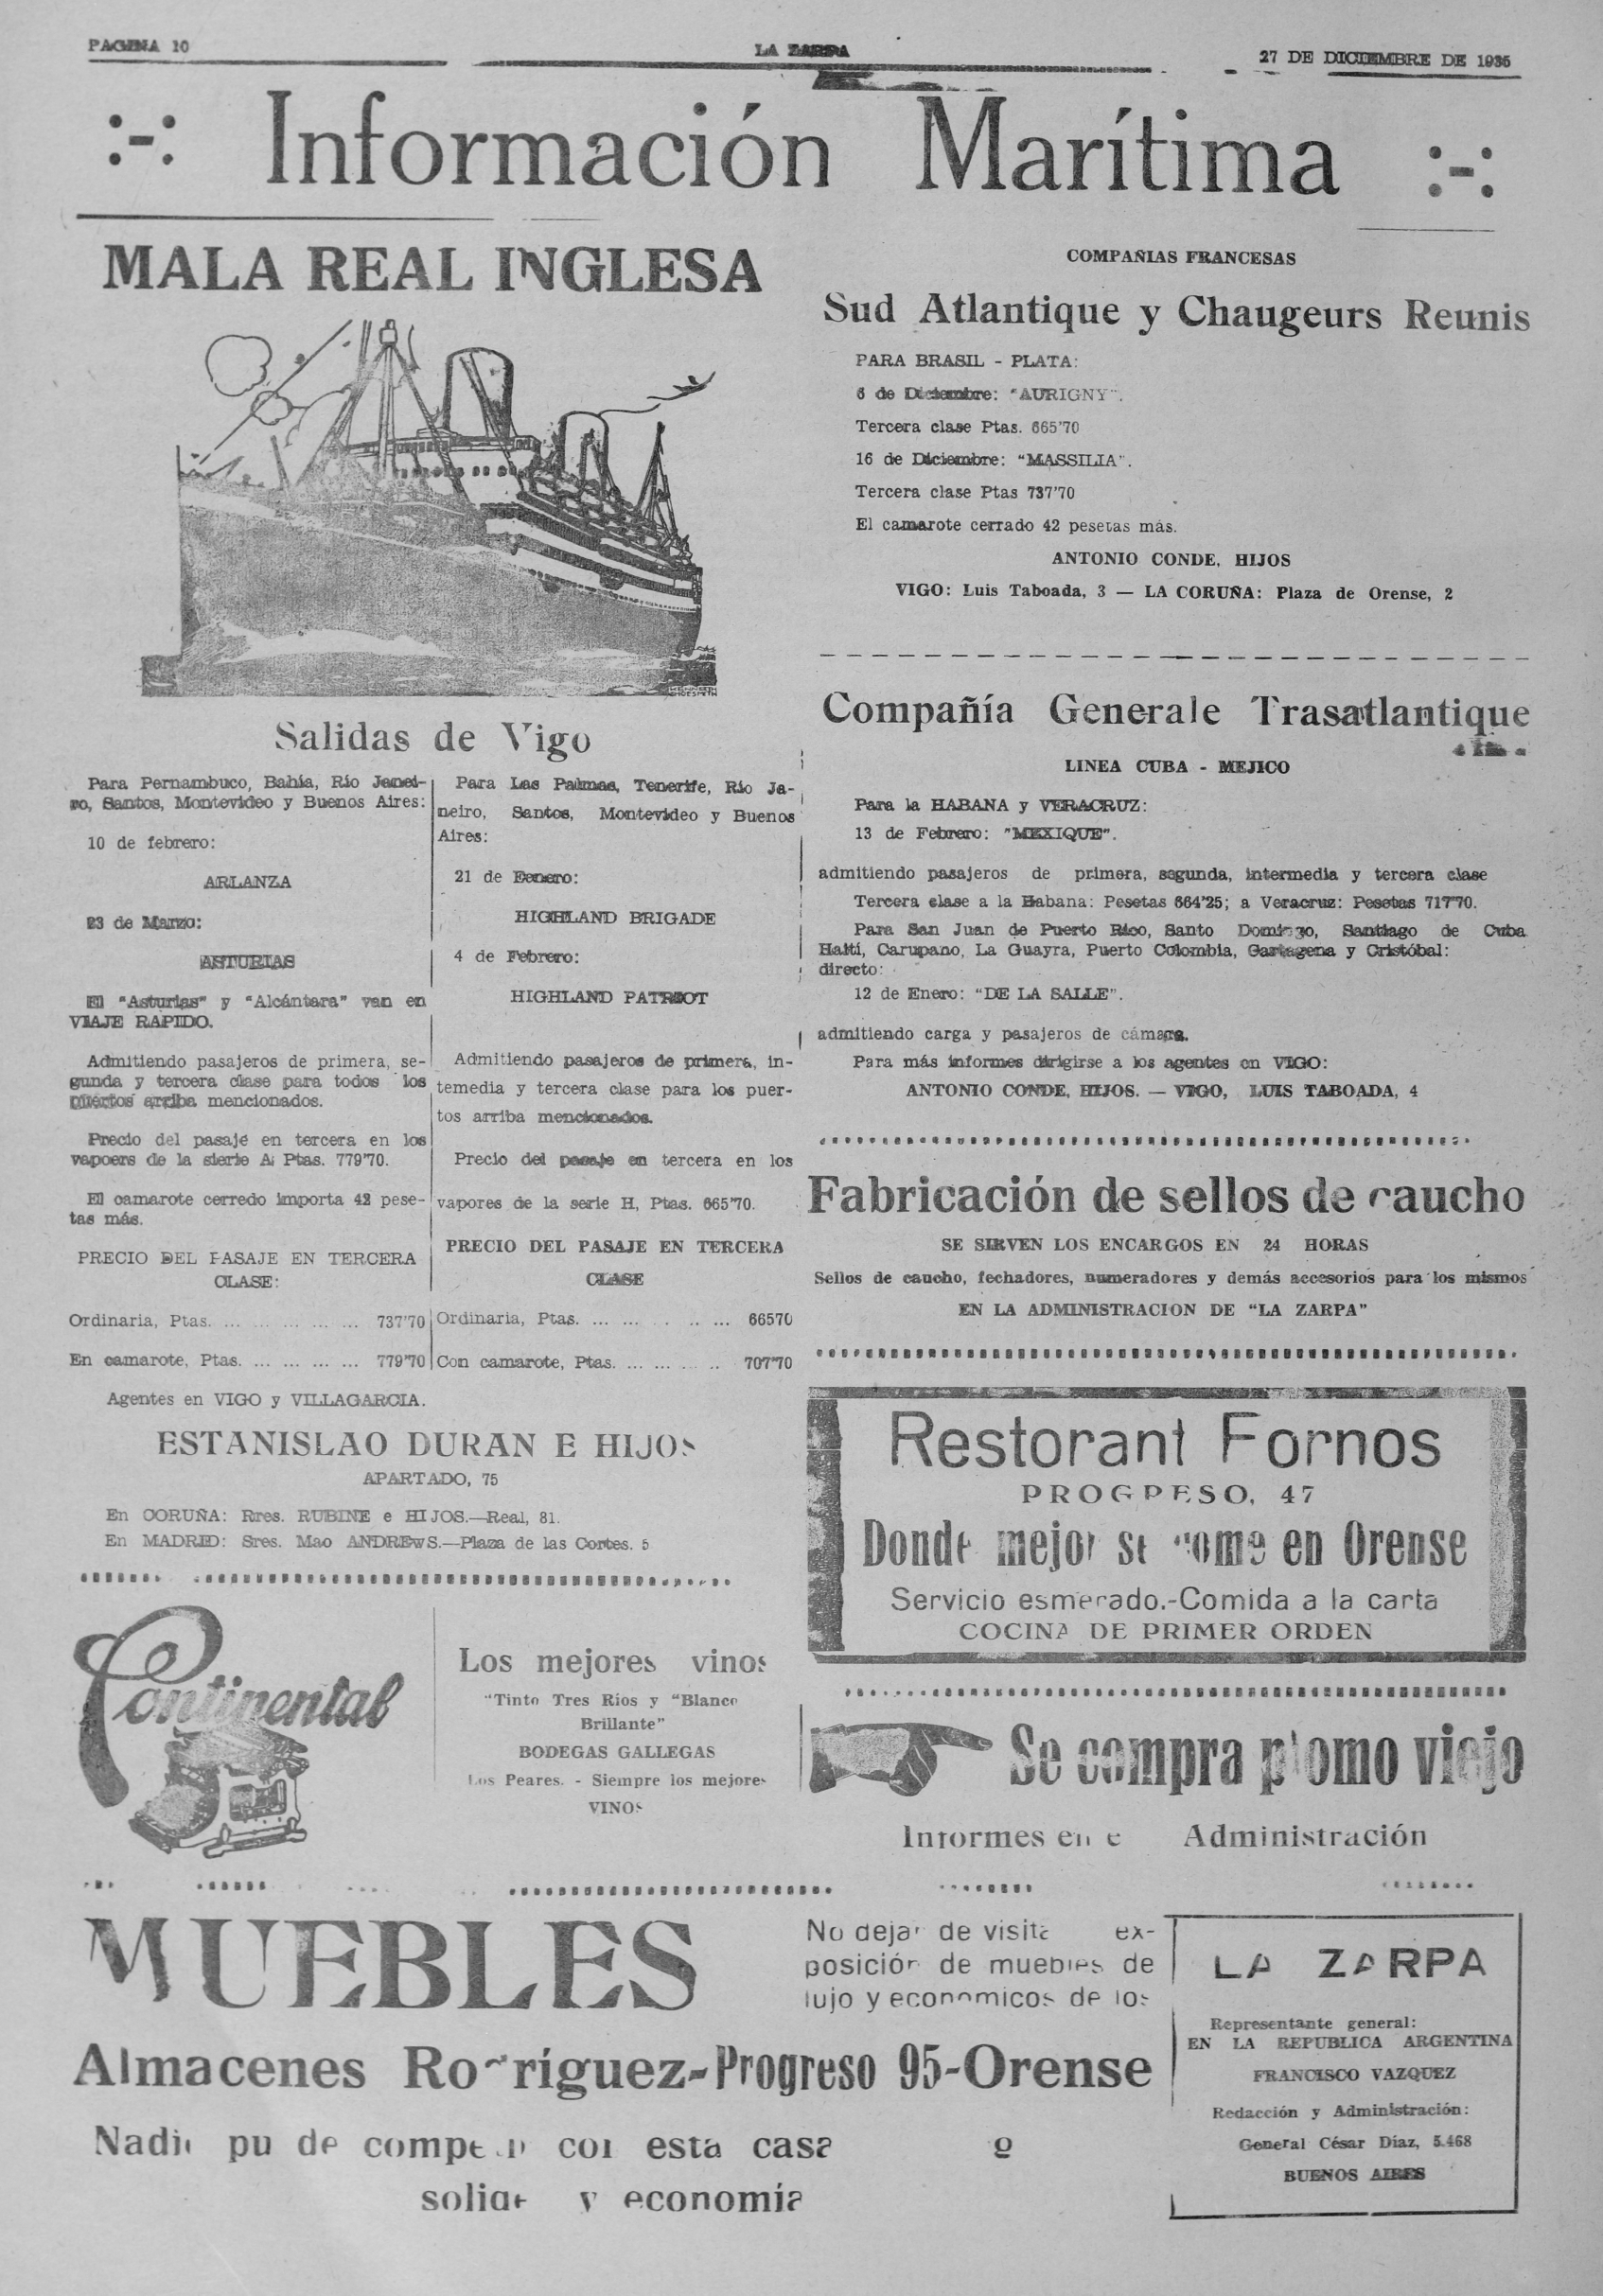 PAGINA 10
LA ZARPA
27 DE DICIEMBRE DE 1935
:-: Información Marítima :-:
MALA REAL INGLESA
Salidas de Vigo
Para Pernambuco, Bahía, Río Janei-
ro, Santos, Montevideo y Buenos Aires:
10 de febrero:
ARLANZA
23 de Marzo:
ASTURIAS
El "Asturias" y "Alcántara" van en
VIAJE RAPIDO.
Admitiendo pasajeros de primera, se-
gunda y tercera clase para todos los
puertos arriba mencionados.
Precio del pasaje en tercera en los
vapoers de la sierie A; Ptas. 779'70.
El camarote cerredo importa 42 pese-
tas más.
PRECIO DEL PASAJE EN TERCERA
CLASE:
Ordinaria, Ptas. ... ... ... ... ... 737'70
En camarote, Ptas. ... ... ... ... 779'70
Para Las Palmas, Tenerife, Río Ja-
neiro, Santos, Montevideo y Buenos
Aires:
21 de Eenero:
HIGHLAND BRIGADE
4 de Febrero:
HIGHLAND PATRIOT
Admitiendo pasajeros de primera, in-
temedia y tercera clase para los puer-
tos arriba mencionados.
Precio del pasaje en tercera en los
vapores de la serie H, Ptas. 665'70.
PRECIO DEL PASAJE EN TERCERA
CLASE
Ordinaria, Ptas. ... ... . .. ... 66570
Con camarote, Ptas. ... ... ... .. 707'70
Agentes en VIGO y VILLAGARCIA.
ESTANISLAO DURAN E HIJOS
APARTADO, 75
En CORUÑA: Rres. RUBINE e HIJOS.—Real, 81.
En MADRID: Sres. Mao ANDREWS.—Plaza de las Cortes. 5
Continental
Los mejores vinos
"Tinto Tres Ríos y "Blanco
Brillante"
BODEGAS GALLEGAS
Los Peares. - Siempre los mejores
VINOS
COMPAÑIAS FRANCESAS
Sud Atlantique y Chaugeurs Reunis
PARA BRASIL - PLATA:
6 de Diciembre: "AURIGNY".
Tercera clase Ptas. 665'70
16 de Diciembre: "MASSILIA".
Tercera clase Ptas 737'70
El camarote cerrado 42 pesetas más.
ANTONIO CONDE, HIJOS
VIGO: Luis Taboada, 3 — LA CORUÑA: Plaza de Orense, 2
Compañía Generale Trasatlantique
LINEA CUBA - MEJICO
Para la HABANA y VERACRUZ:
13 de Febrero: "MEXIQUE".
admitiendo pasajeros de primera, segunda, intermedia y tercera clase
Tercera clase a la Habana: Pesetas 664'25; a Veracruz: Pesetas 717'70.
Para San Juan de Puerto Rico, Santo Domingo, Santiago de Cuba
Haití, Carupano, La Guayra, Puerto Colombia, Cartagena y Cristóbal:
directo:
12 de Enero: "DE LA SALLE".
admitiendo carga y pasajeros de cámara.
Para más informes dirigirse a los agentes en VIGO:
ANTONIO CONDE, HIJOS. — VIGO, LUIS TABOADA, 4
Fabricación de sellos de caucho
SE SIRVEN LOS ENCARGOS EN 24 HORAS
Sellos de caucho, fechadores, numeradores y demás accesorios para los mismos
EN LA ADMINISTRACION DE "LA ZARPA"
Restorant Fornos
PROGRESO, 47
Donde mejor se come en Orense
Servicio esmerado.-Comida a la carta
COCINA DE PRIMER ORDEN
Se compra plomo viejo
Informes en Administración
MUEBLES
No dejar de visita ex-
posición de muebles de
lujo y economicos de los
Almacenes Rodríguez-Progreso 95-Orense
Nadie puede competir con esta casa
y economía
LA ZARPA
Representante general:
EN LA REPUBLICA ARGENTINA
FRANCISCO VAZQUEZ
Redacción y Administración:
General César Díaz, 5.468
BUENOS AIRES